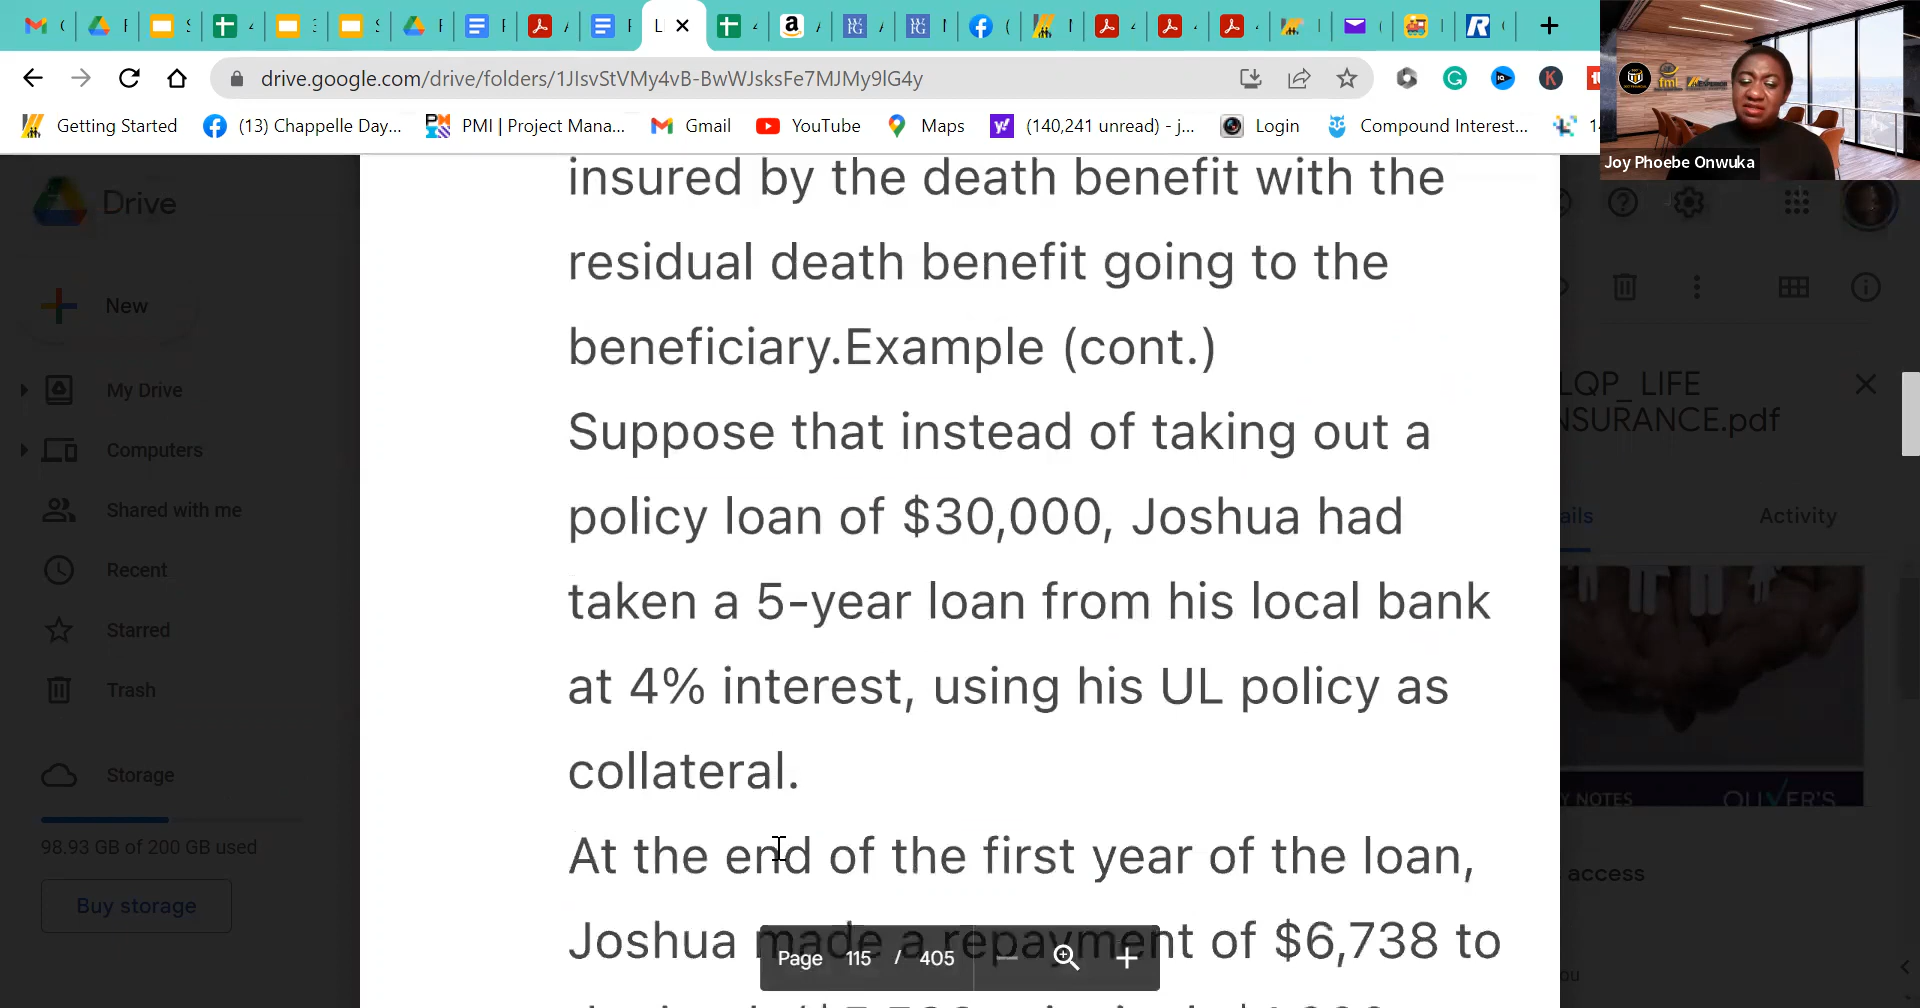 drive.google.com/drive/folders/1JIsvStVMy4vB-BwWJsksFe7MJMy9lG4y
Getting Started
(13) Chappelle Day...
PMI | Project Mana...
Gmail
YouTube
Maps
(140,241 unread) - j...
Login
Compound Interest...
Joy Phoebe Onwuka
Drive
New
My Drive
Computers
Shared with me
Recent
Starred
Trash
Storage
98.93 GB of 200 GB used
Buy storage
insured by the death benefit with the
residual death benefit going to the
beneficiary.Example (cont.)
Suppose that instead of taking out a
policy loan of $30,000, Joshua had
taken a 5-year loan from his local bank
at 4% interest, using his UL policy as
collateral.
At the end of the first year of the loan,
Joshua made a repayment of $6,738 to
Page 115 / 405
LQP_ LIFE
NSURANCE.pdf
ails
Activity
Y NOTES
OLIVER'S
access